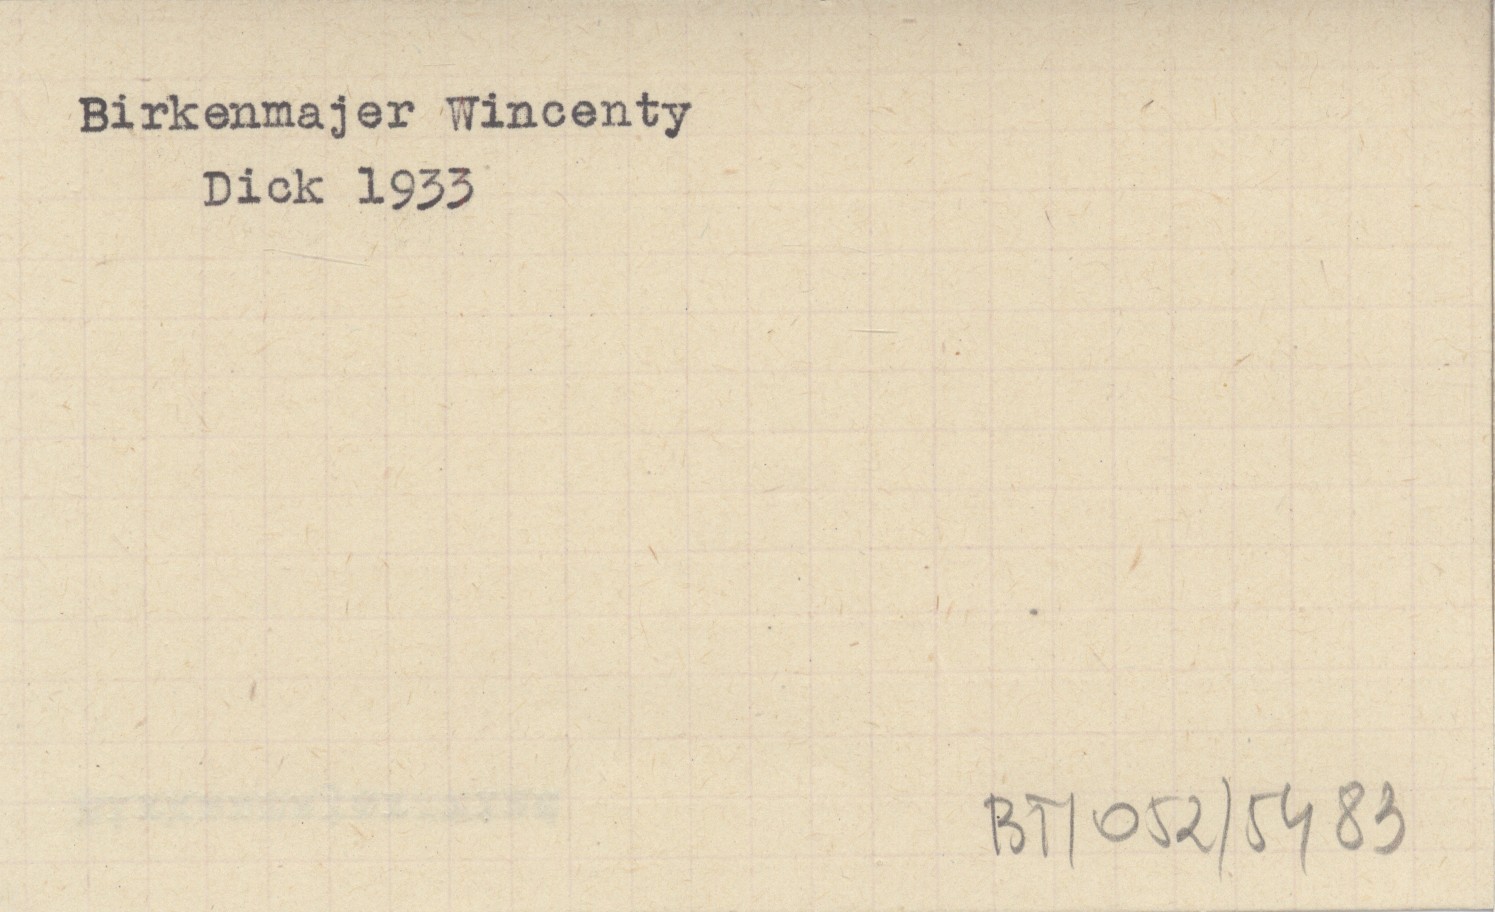 Birkenmajer Wincenty
Dick 1933
BT/052/5483